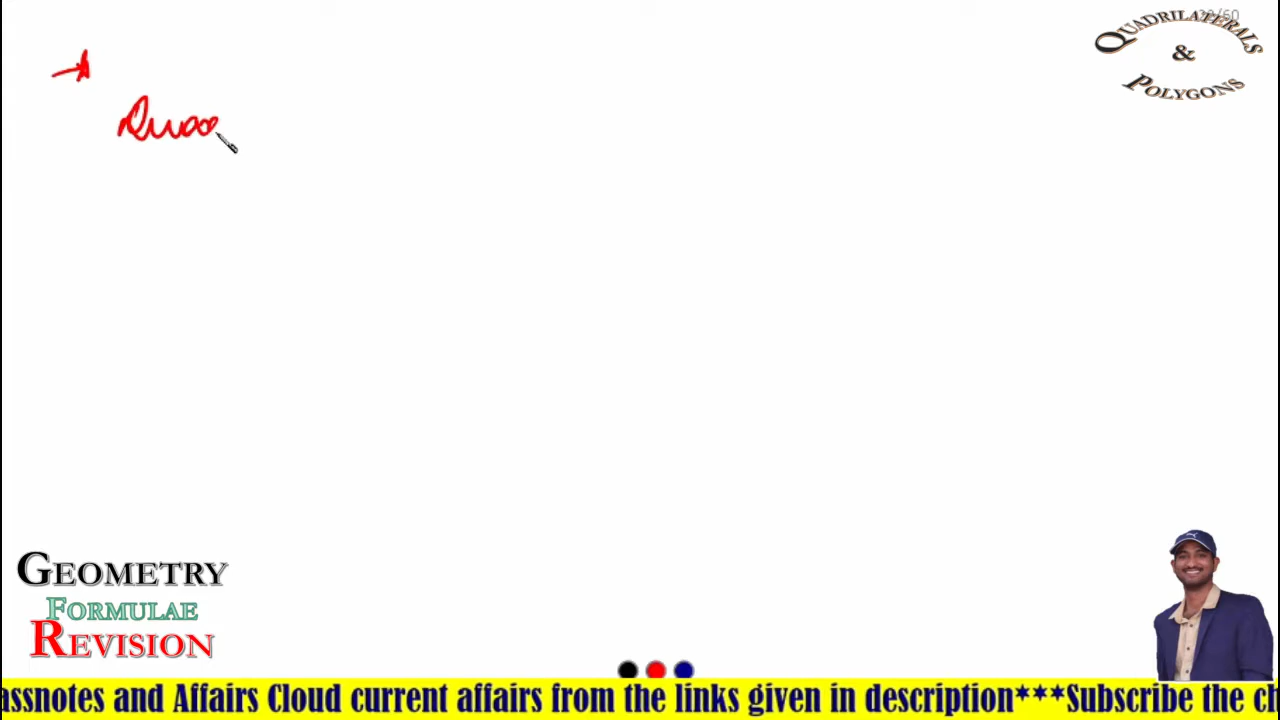 QUADRILATERALS
&
POLYGONS
GEOMETRY
FORMULAE
REVISION
assnotes and Affairs Cloud current affairs from the links given in description***Subscribe the ch